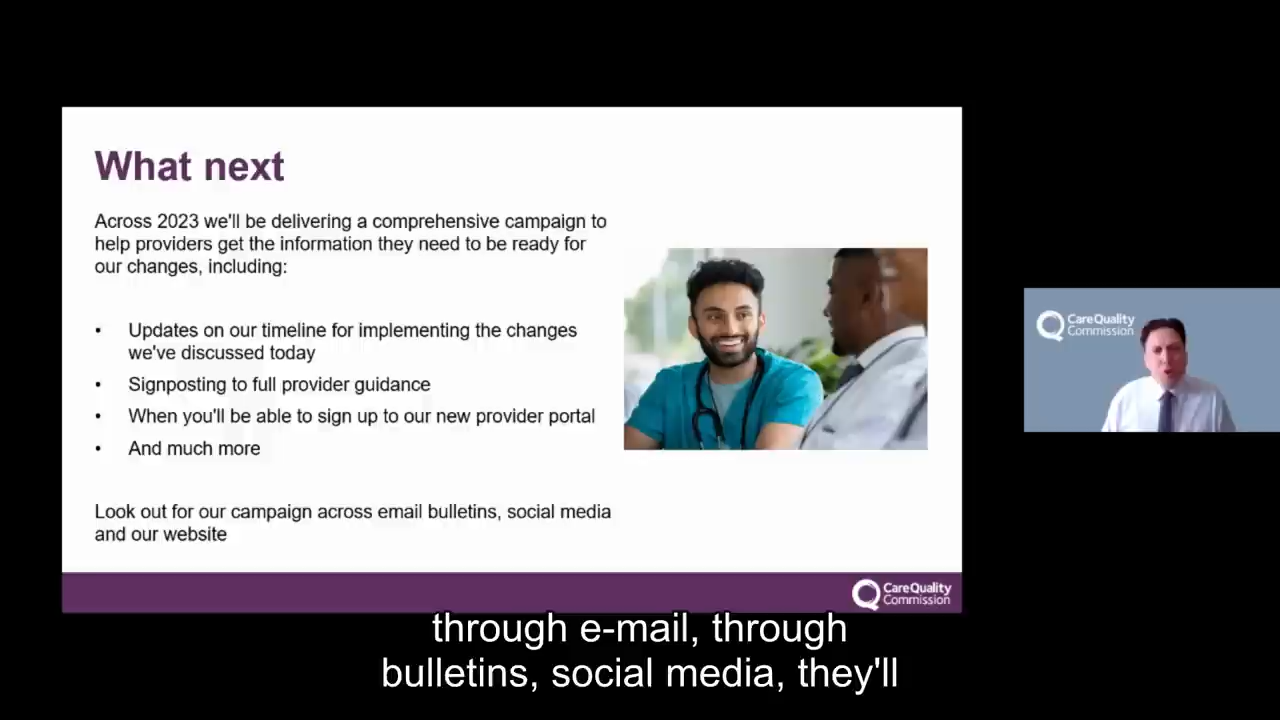 What next
Across 2023 we'll be delivering a comprehensive campaign to
help providers get the information they need to be ready for
our changes, including:
• Updates on our timeline for implementing the changes
we've discussed today
• Signposting to full provider guidance
• When you'll be able to sign up to our new provider portal
• And much more
Look out for our campaign across email bulletins, social media
and our website
CareQuality
Commission
CareQuality
Commission
through e-mail, through
bulletins, social media, they'll